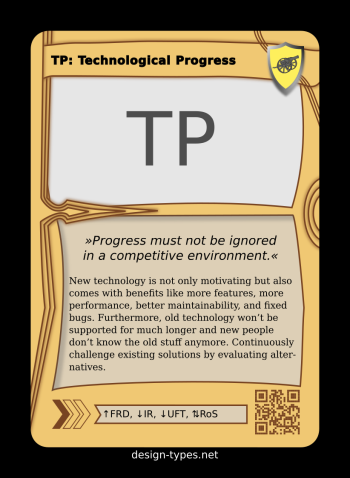 TP: Technological Progress
TP
»Progress must not be ignored
in a competitive environment.«
New technology is not only motivating but also
comes with benefits like more features, more
performance, better maintainability, and fixed
bugs. Furthermore, old technology won’t be
supported for much longer and new people
don’t know the old stuff anymore. Continuously
challenge existing solutions by evaluating alter-
natives.
↑FRD, ↓IR, ↓UFT, ⇅RoS
design-types.net